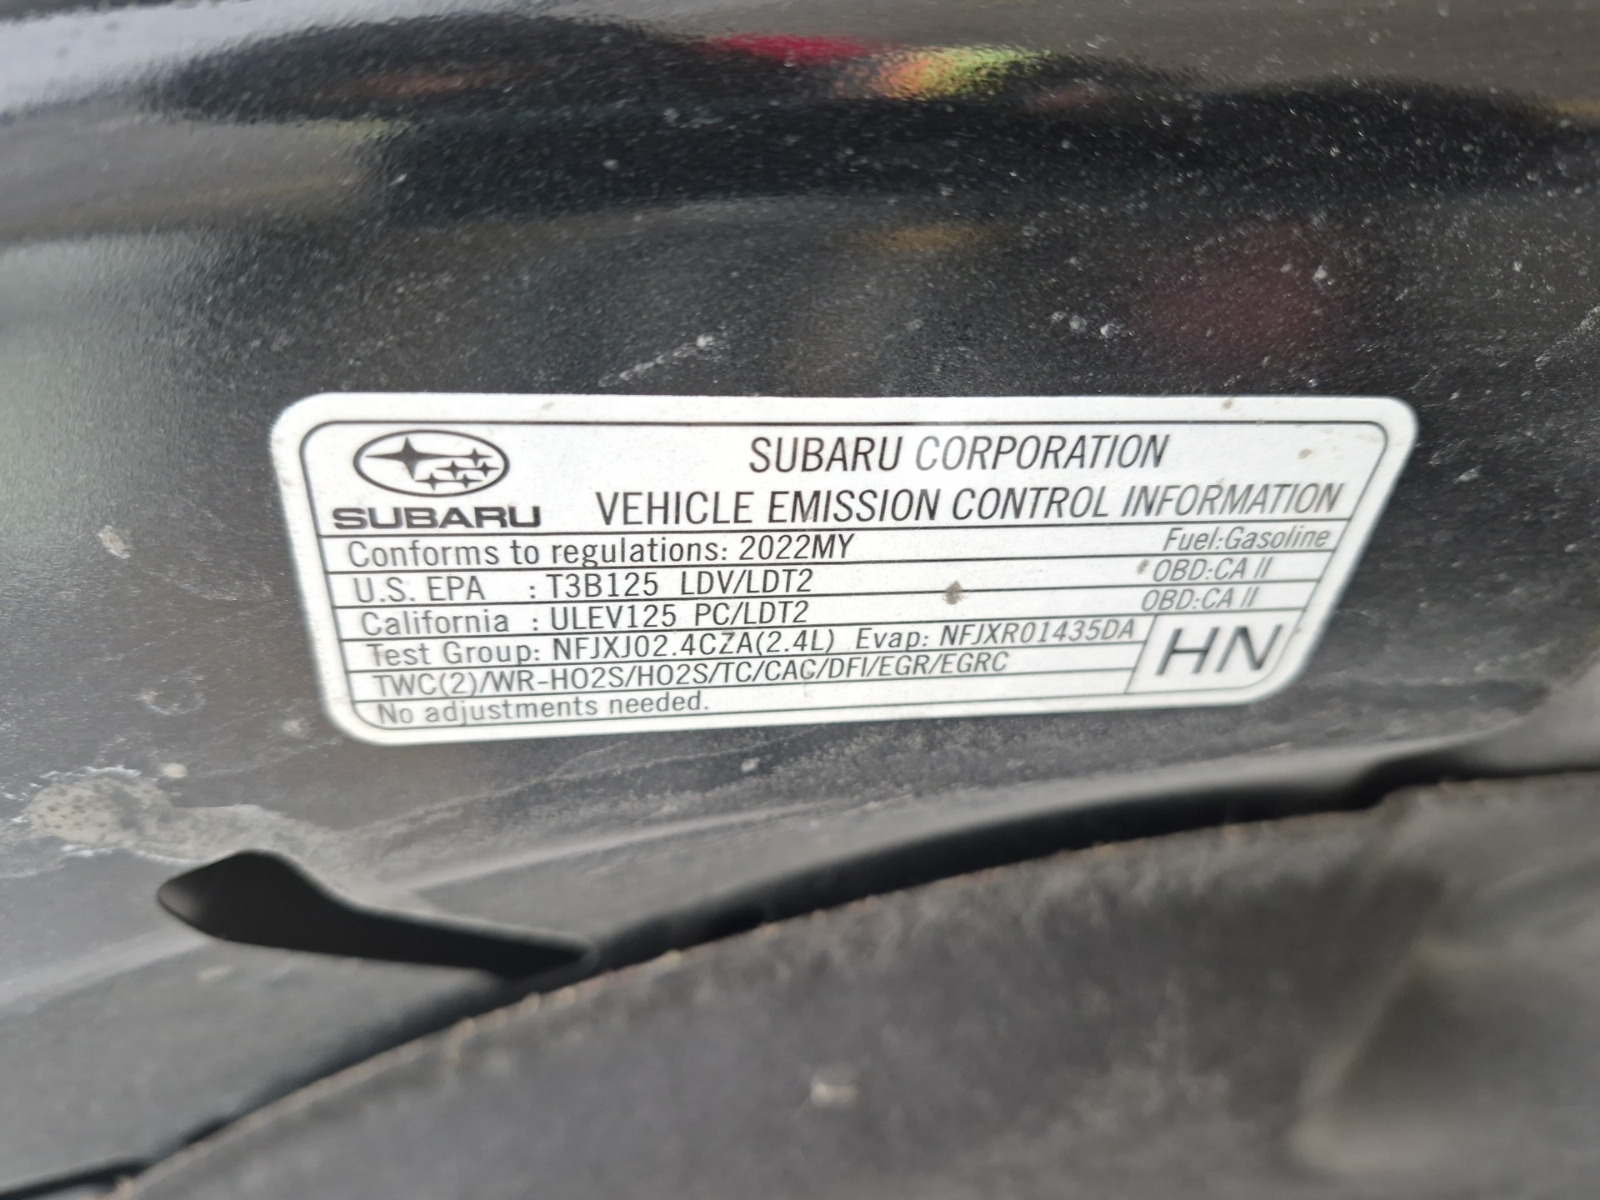 SUBARU
SUBARU CORPORATION
VEHICLE EMISSION CONTROL INFORMATION
Conforms to regulations: 2022MY Fuel:Gasoline
U.S. EPA : T3B125 LDV/LDT2 OBD:CA II
California : ULEV125 PC/LDT2 OBD:CA II
Test Group: NFJXJ02.4CZA(2.4L) Evap: NFJXR01435DA
TWC(2)/WR-HO2S/HO2S/TC/CAC/DFI/EGR/EGRC
No adjustments needed.
HN